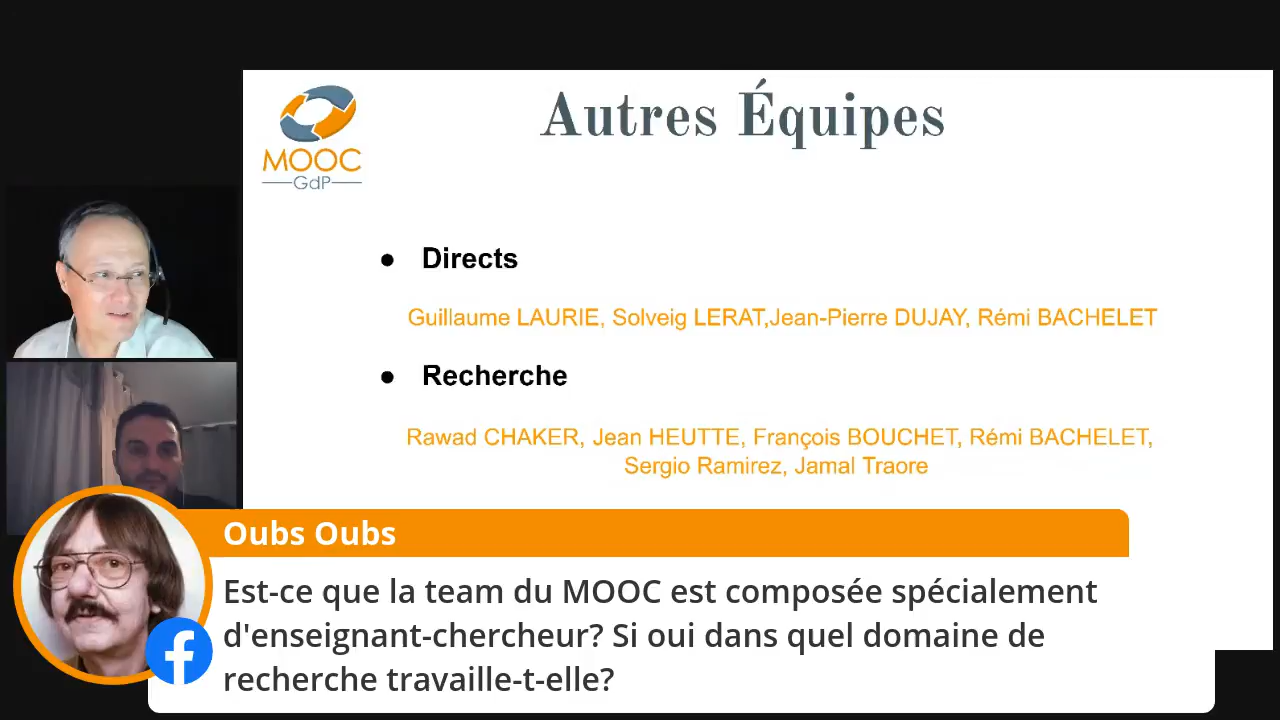 Autres Équipes
MOOC
GdP
● Directs
Guillaume LAURIE, Solveig LERAT,Jean-Pierre DUJAY, Rémi BACHELET
● Recherche
Rawad CHAKER, Jean HEUTTE, François BOUCHET, Rémi BACHELET,
Sergio Ramirez, Jamal Traore
Oubs Oubs
Est-ce que la team du MOOC est composée spécialement
d'enseignant-chercheur? Si oui dans quel domaine de
recherche travaille-t-elle?